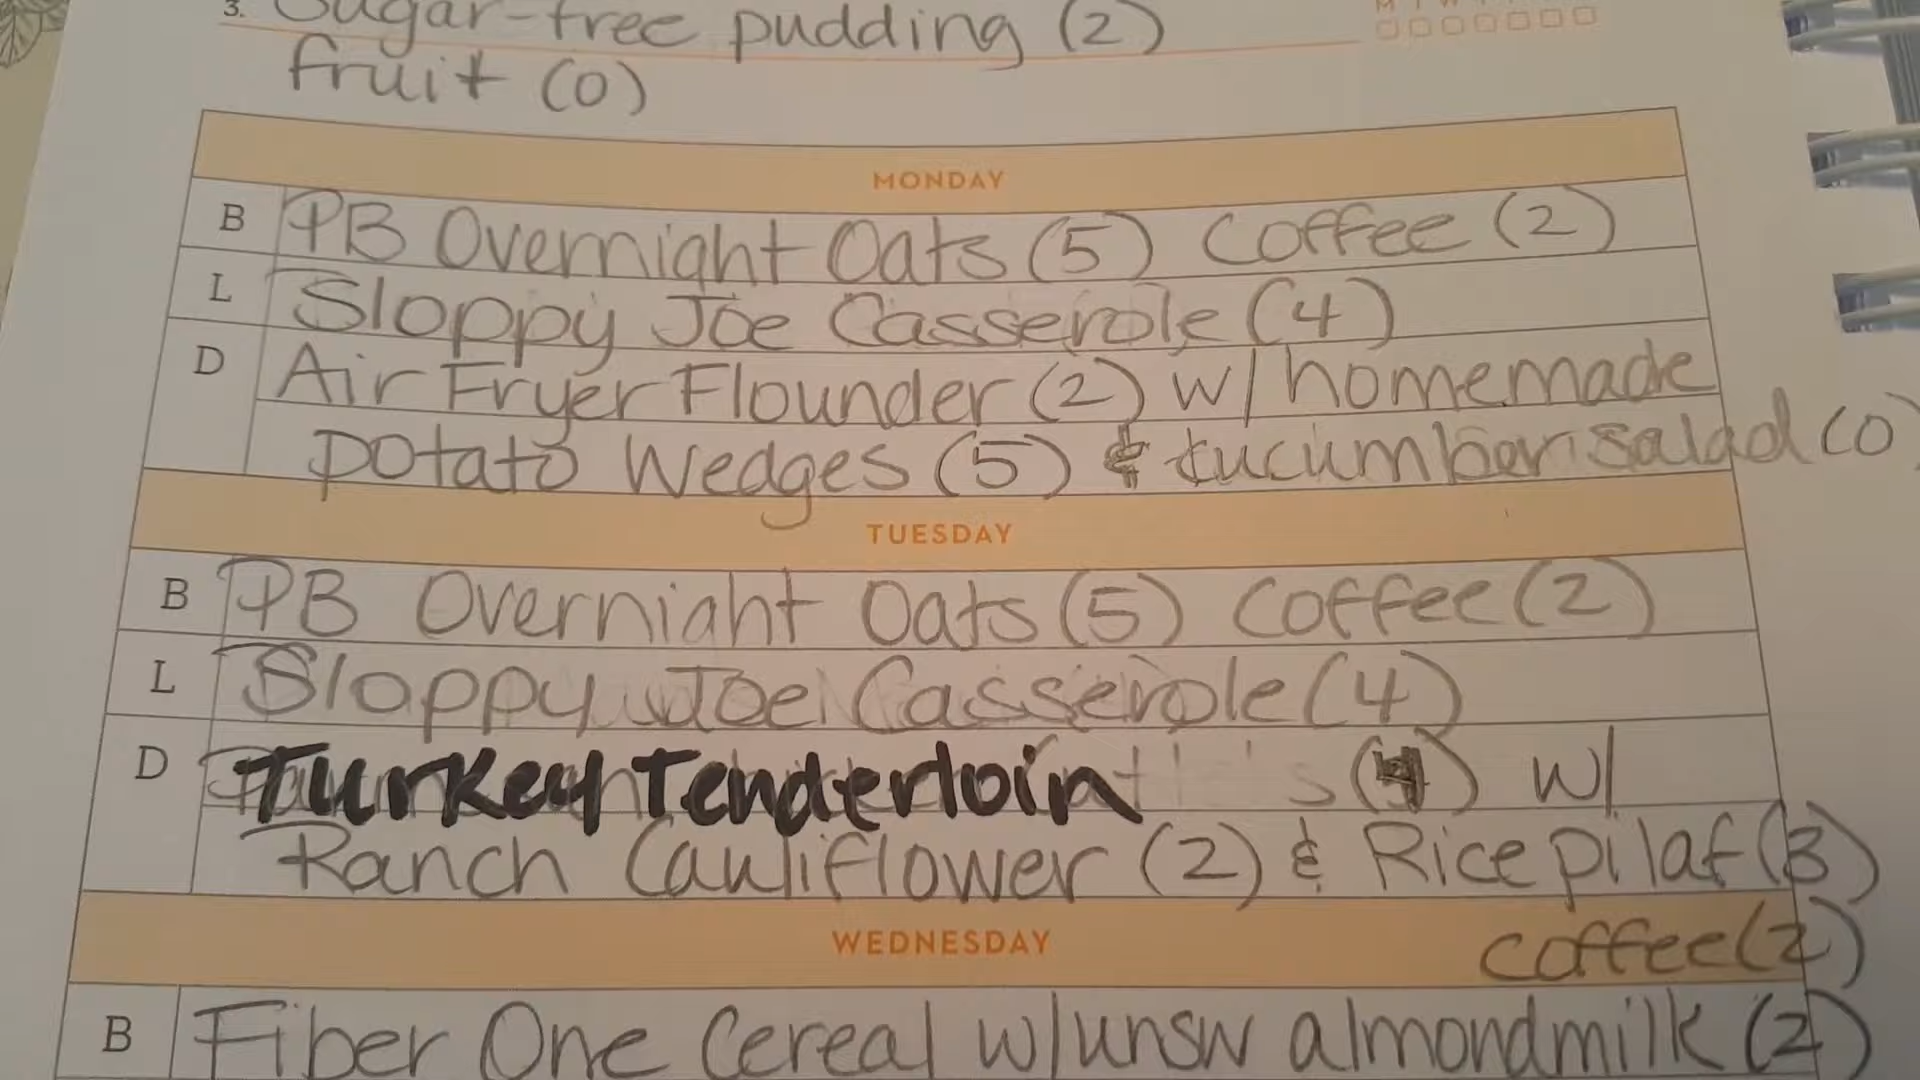 3. Sugar-free pudding (2)
fruit (0)
MONDAY
B PB Overnight Oats (5) Coffee (2)
L Sloppy Joe Casserole (4)
D Air Fryer Flounder (2) w/ homemade
potato Wedges (5) & cucumber salad (0)
TUESDAY
B PB Overnight Oats (5) Coffee (2)
L Sloppy Joe Casserole (4)
D Turkey Tenderloin (4) w/
Ranch Cauliflower (2) & Rice pilaf (3)
WEDNESDAY
coffee (2)
B Fiber One Cereal w/ unsw almondmilk (2)